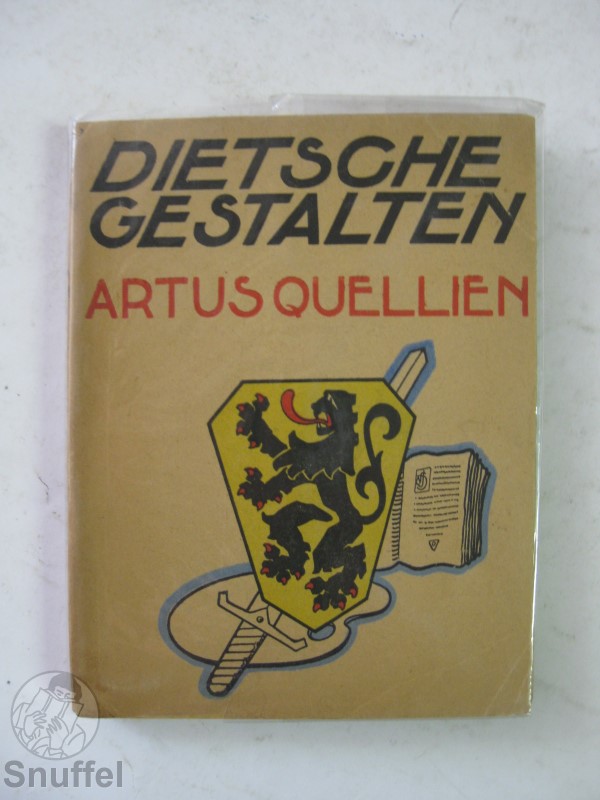 DIETSCHE
GESTALTEN
ARTUS QUELLIEN
Snuffel